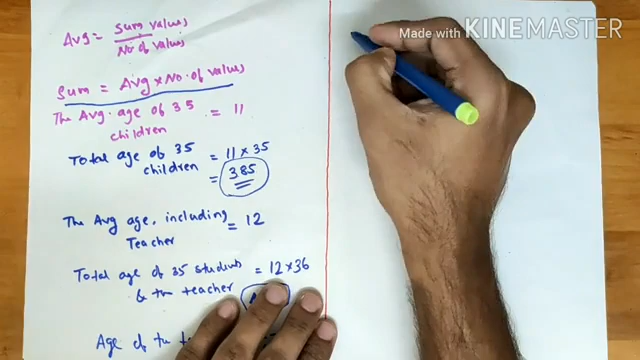 Made with KINEMASTER
Avg = Sum values
No of values
Sum = Avg × No. of values
The Avg. age of 35 children = 11
Total age of 35 children = 11 × 35
= 385
The Avg age, including Teacher = 12
Total age of 35 students & the teacher = 12 × 36
Age of the